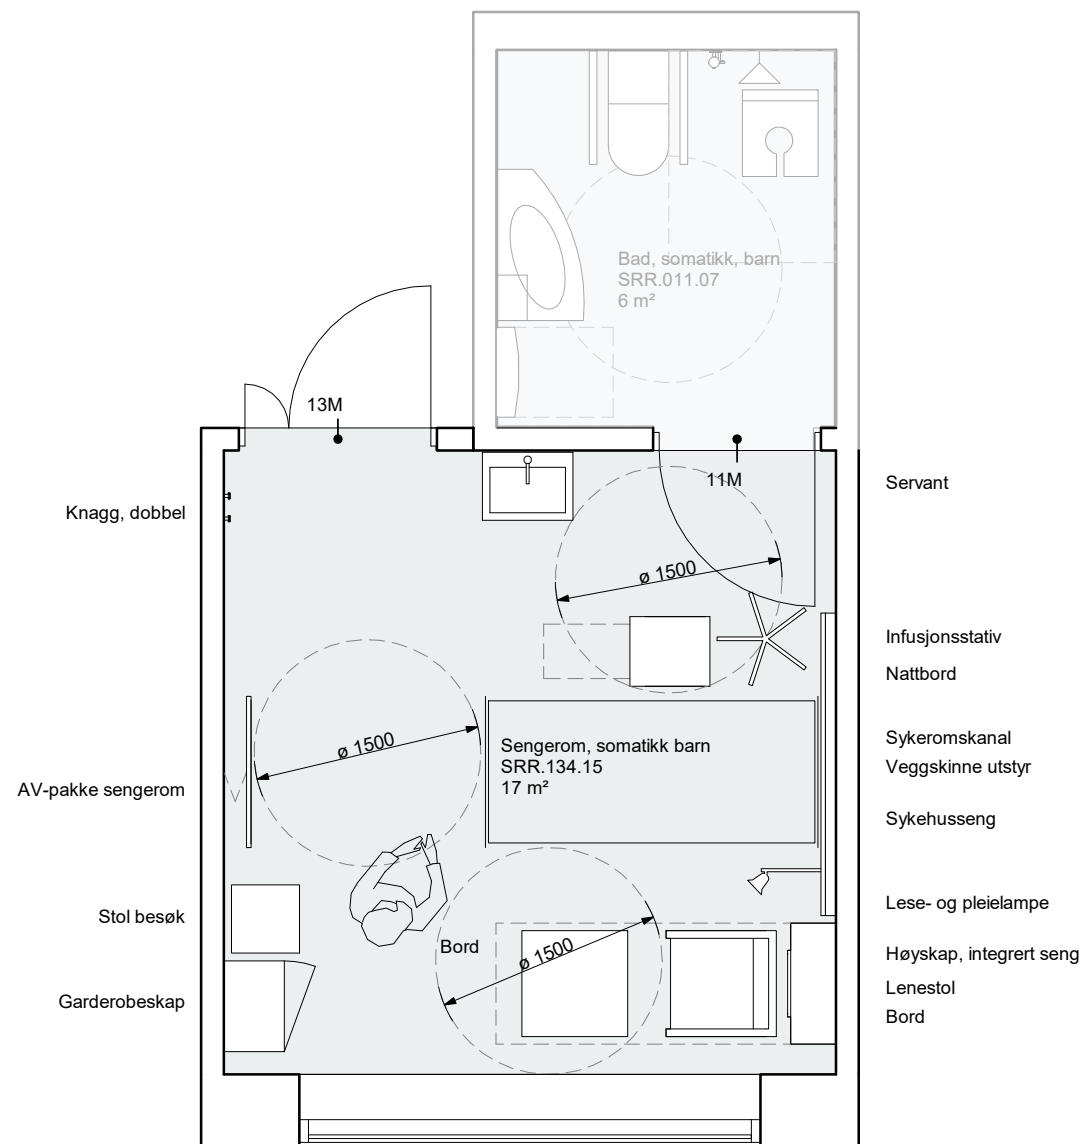 Bad, somatikk, barn
SRR.011.07
6 m²
13M
11M
Servant
Knagg, dobbel
ø 1500
Infusjonsstativ
Nattbord
ø 1500
Sengerom, somatikk barn
SRR.134.15
17 m²
Sykeromskanal
Veggskinne utstyr
AV-pakke sengerom
Sykehusseng
Stol besøk
Lese- og pleielampe
Bord
ø 1500
Høyskap, integrert seng
Lenestol
Garderobeskap
Bord